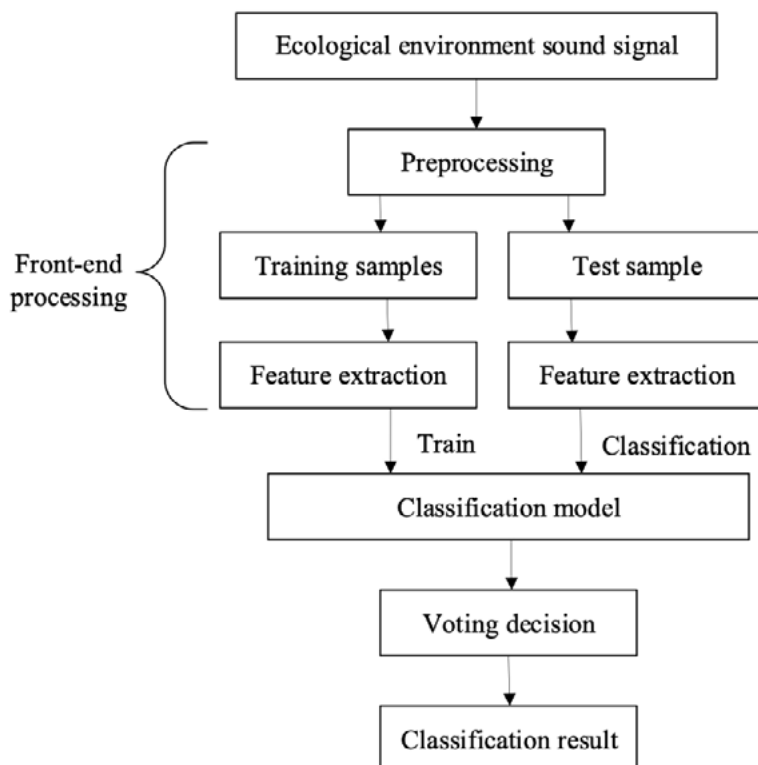 Ecological environment sound signal
Preprocessing
Front-end
processing
Training samples
Test sample
Feature extraction
Feature extraction
Train
Classification
Classification model
Voting decision
Classification result